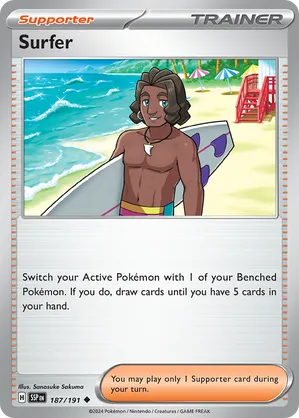 Supporter
TRAINER
Surfer
Switch your Active Pokémon with 1 of your Benched
Pokémon. If you do, draw cards until you have 5 cards in
your hand.
Illus. Sanosuke Sakuma
H SSP EN 187/191 ◆
You may play only 1 Supporter card during
your turn.
©2024 Pokémon / Nintendo / Creatures / GAME FREAK